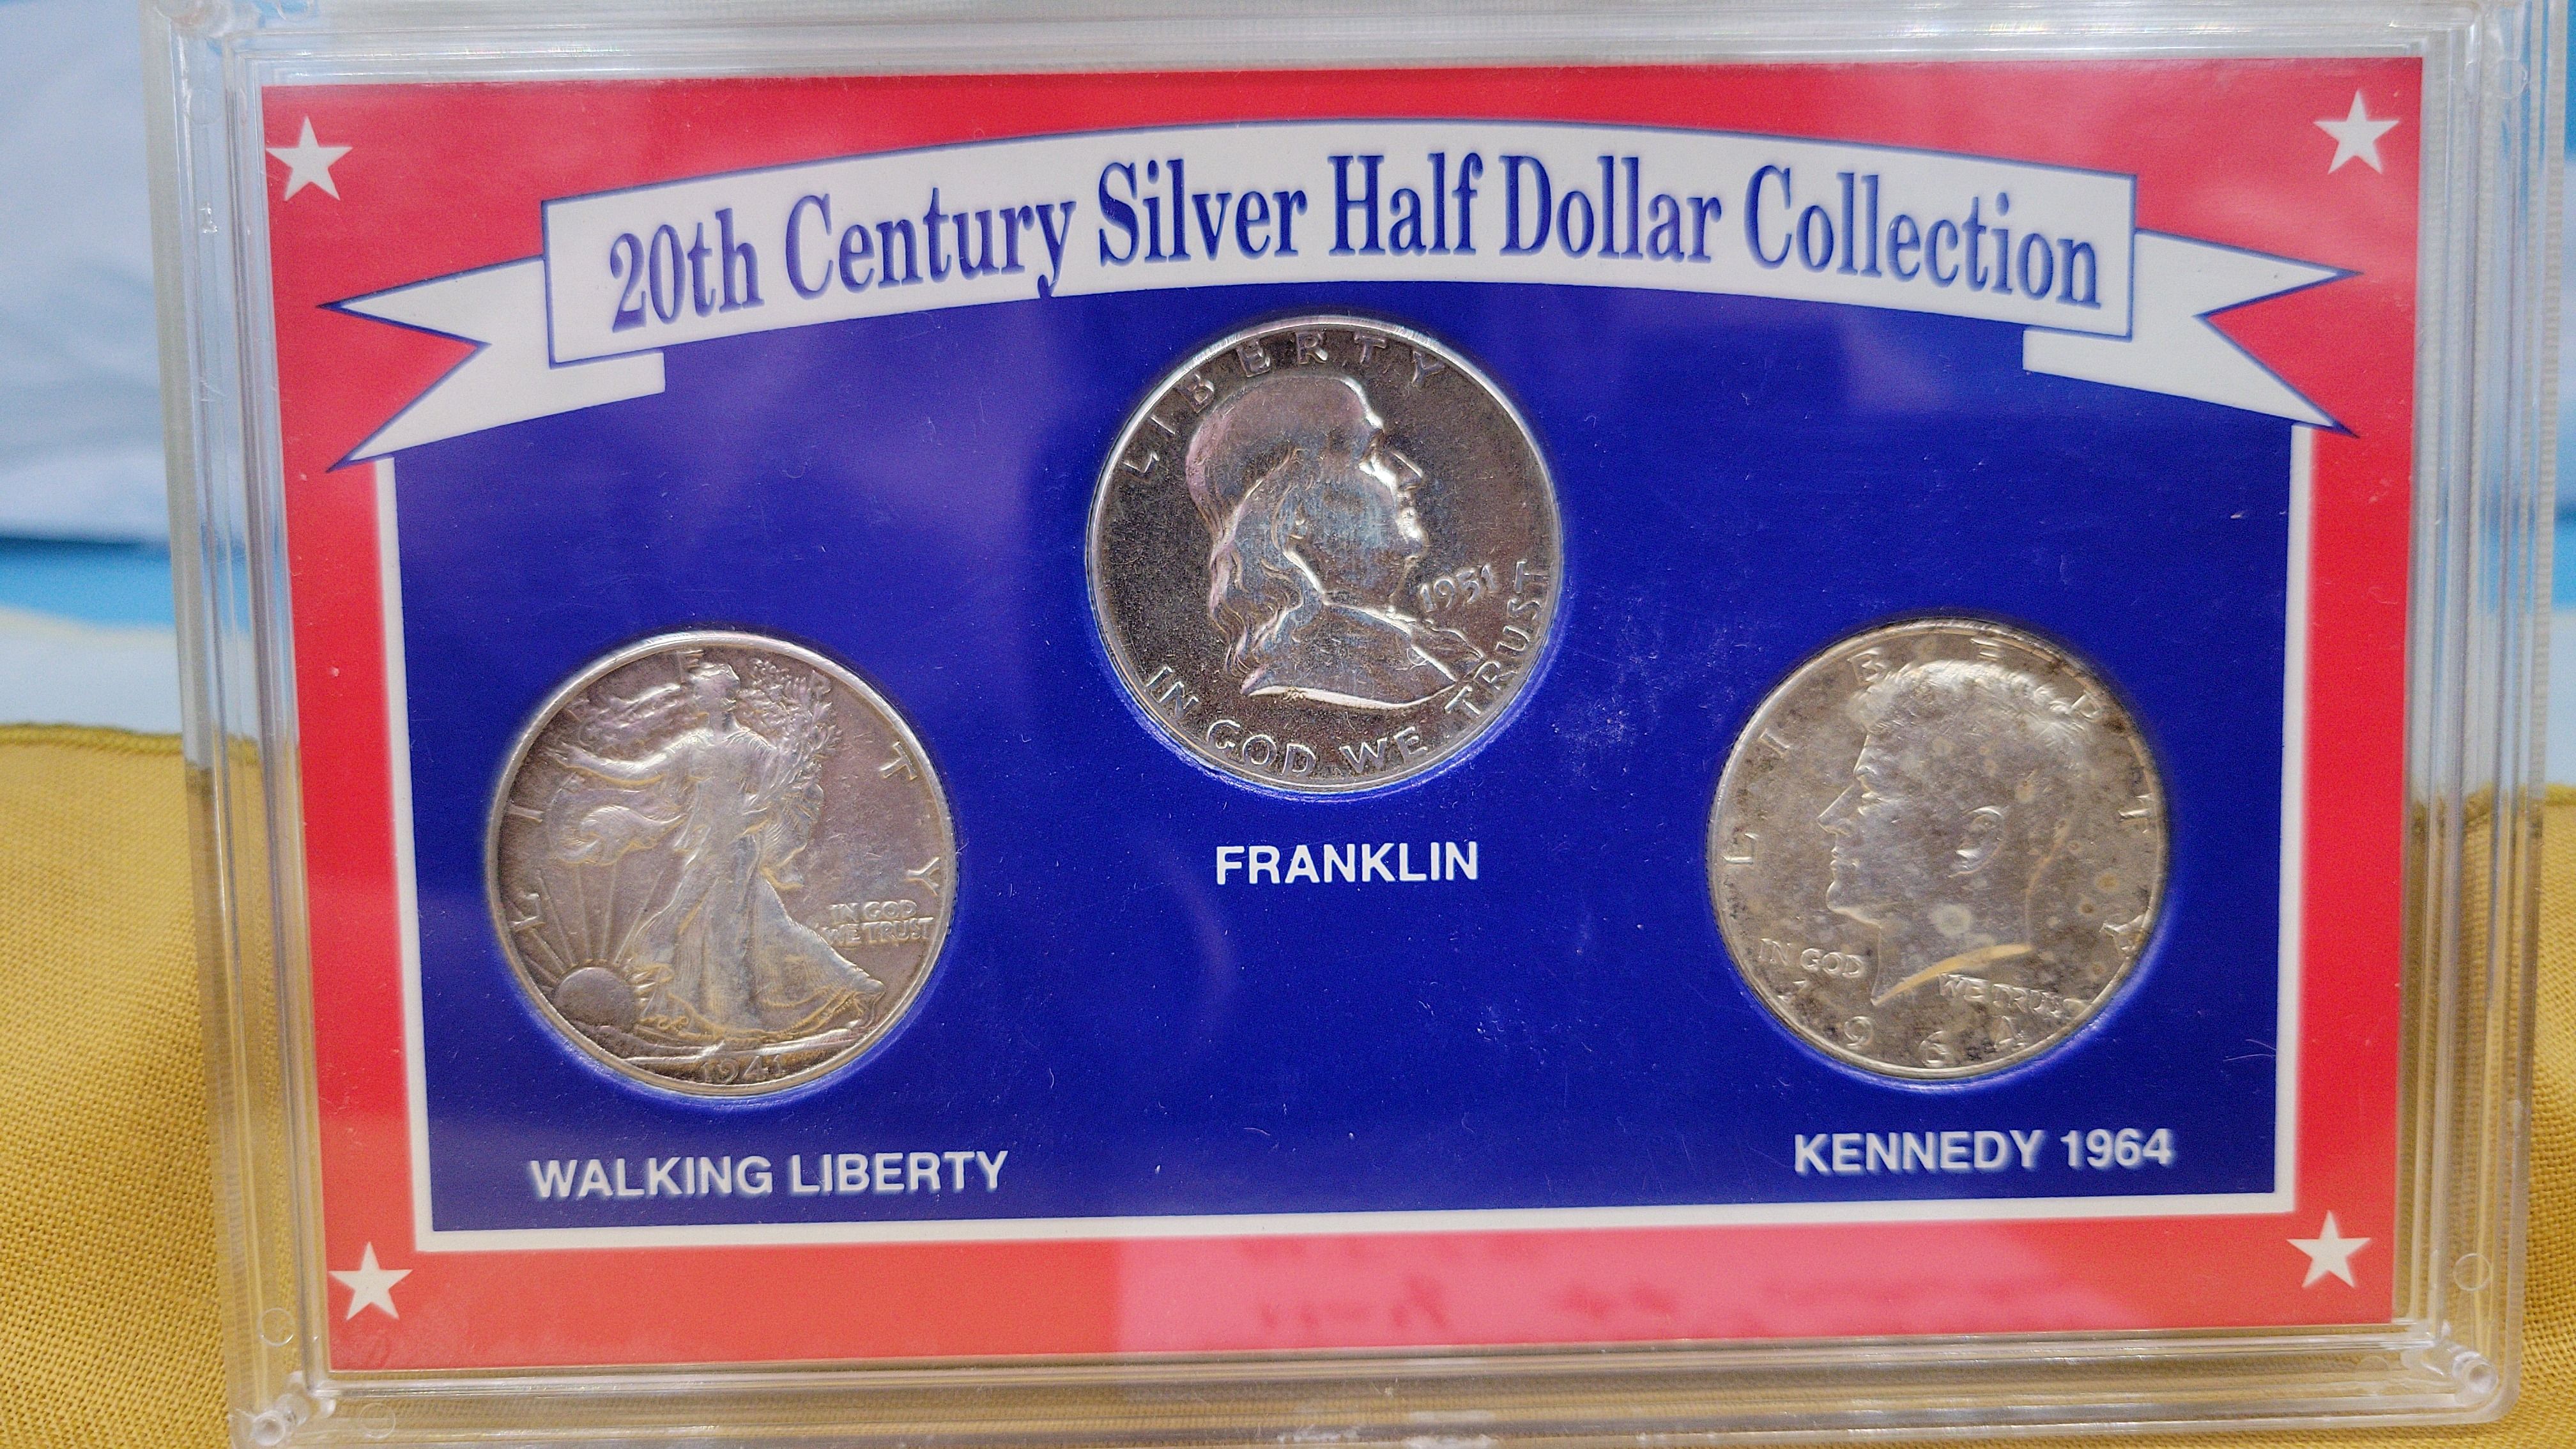 20th Century Silver Half Dollar Collection
LIBERTY
1951
IN GOD WE TRUST
FRANKLIN
LIBERTY
IN GOD
WE TRUST
1941
WALKING LIBERTY
LIBERTY
IN GOD WE TRUST
1964
KENNEDY 1964